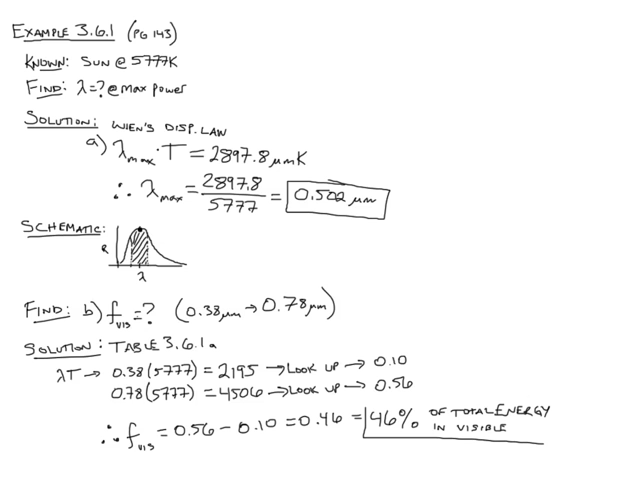 EXAMPLE 3.6.1 (PG 143)
KNOWN: SUN @ 5777K
FIND: λ=? @ max power
SOLUTION: WIEN'S DISP. LAW
a) λmax · T = 2897.8 μmK
∴ λmax = 2897.8 / 5777 = 0.502 μm
SCHEMATIC:
R
λ
FIND: b) fvis = ? (0.38μm → 0.78μm)
SOLUTION: TABLE 3.6.1a
λT → 0.38(5777) = 2195 → LOOK UP → 0.10
0.78(5777) = 4506 → LOOK UP → 0.56
∴ fvis = 0.56 - 0.10 = 0.46 = 46% OF TOTAL ENERGY
IN VISIBLE